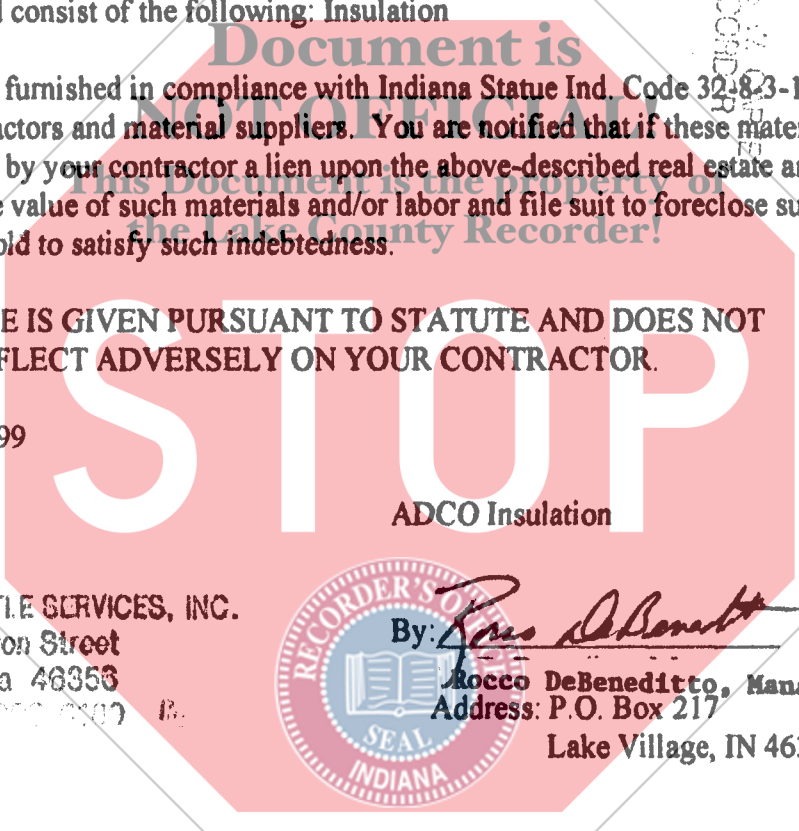 l consist of the following: Insulation
Document is
NOT OFFICIAL!
This Document is the property of
the Lake County Recorder!
furnished in compliance with Indiana Statue Ind. Code 32-8-3-1
actors and material suppliers. You are notified that if these mater
by your contractor a lien upon the above-described real estate an
e value of such materials and/or labor and file suit to foreclose su
old to satisfy such indebtedness.
E IS GIVEN PURSUANT TO STATUTE AND DOES NOT
FLECT ADVERSELY ON YOUR CONTRACTOR.
STOP
99
ADCO Insulation
TLE SERVICES, INC.
on Street
a 46356
By: Rocco DeBeneditto
Rocco DeBeneditto, Mana
Address: P.O. Box 217
Lake Village, IN 463
RECORDER'S OFFICE
SEAL
INDIANA